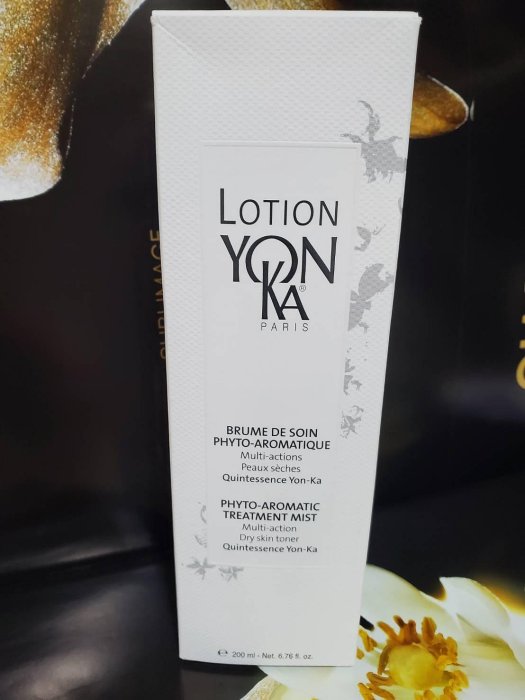 LOTION
YON
KA®
PARIS
BRUME DE SOIN
PHYTO-AROMATIQUE
Multi-actions
Peaux sèches
Quintessence Yon-Ka
PHYTO-AROMATIC
TREATMENT MIST
Multi-action
Dry skin toner
Quintessence Yon-Ka
℮ 200 ml - Net. 6.76 fl. oz.